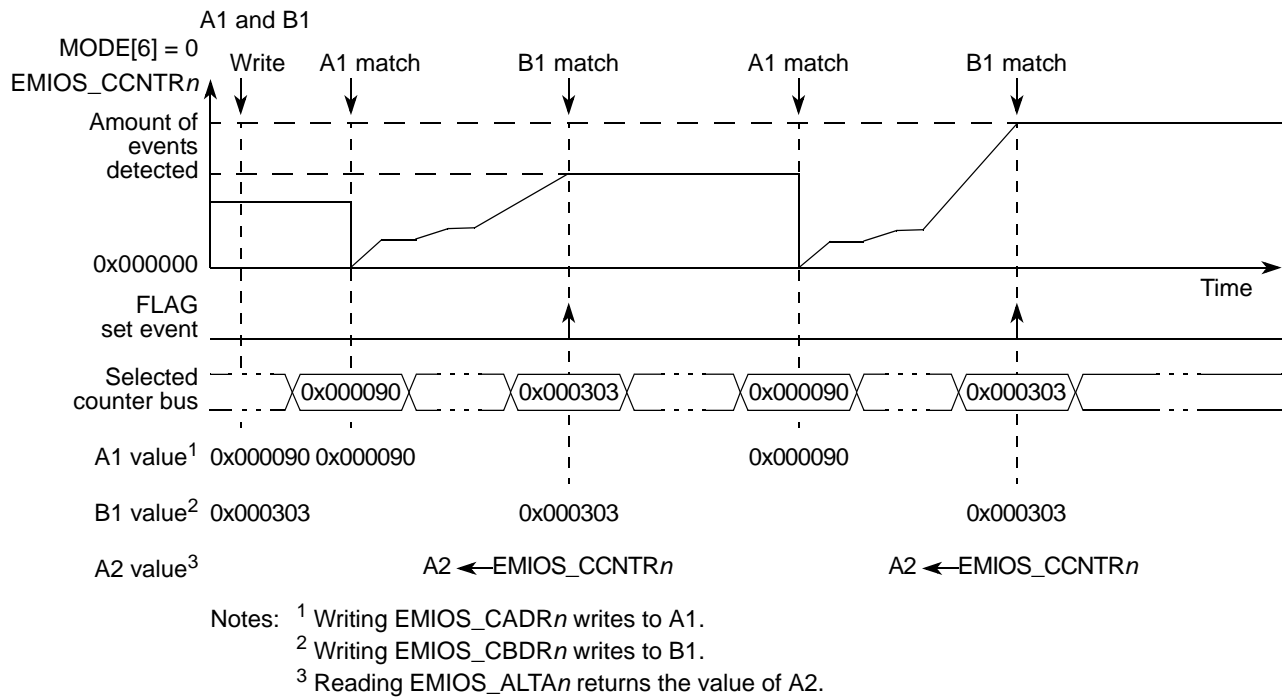 A1 and B1
MODE[6] = 0
Write A1 match B1 match A1 match B1 match
EMIOS_CCNTRn
Amount of
events
detected
0x000000
Time
FLAG
set event
Selected
counter bus
0x000090 0x000303 0x000090 0x000303
A1 value1 0x000090 0x000090 0x000090
B1 value2 0x000303 0x000303 0x000303
A2 value3 A2 ←EMIOS_CCNTRn A2 ←EMIOS_CCNTRn
Notes: 1 Writing EMIOS_CADRn writes to A1.
2 Writing EMIOS_CBDRn writes to B1.
3 Reading EMIOS_ALTAn returns the value of A2.